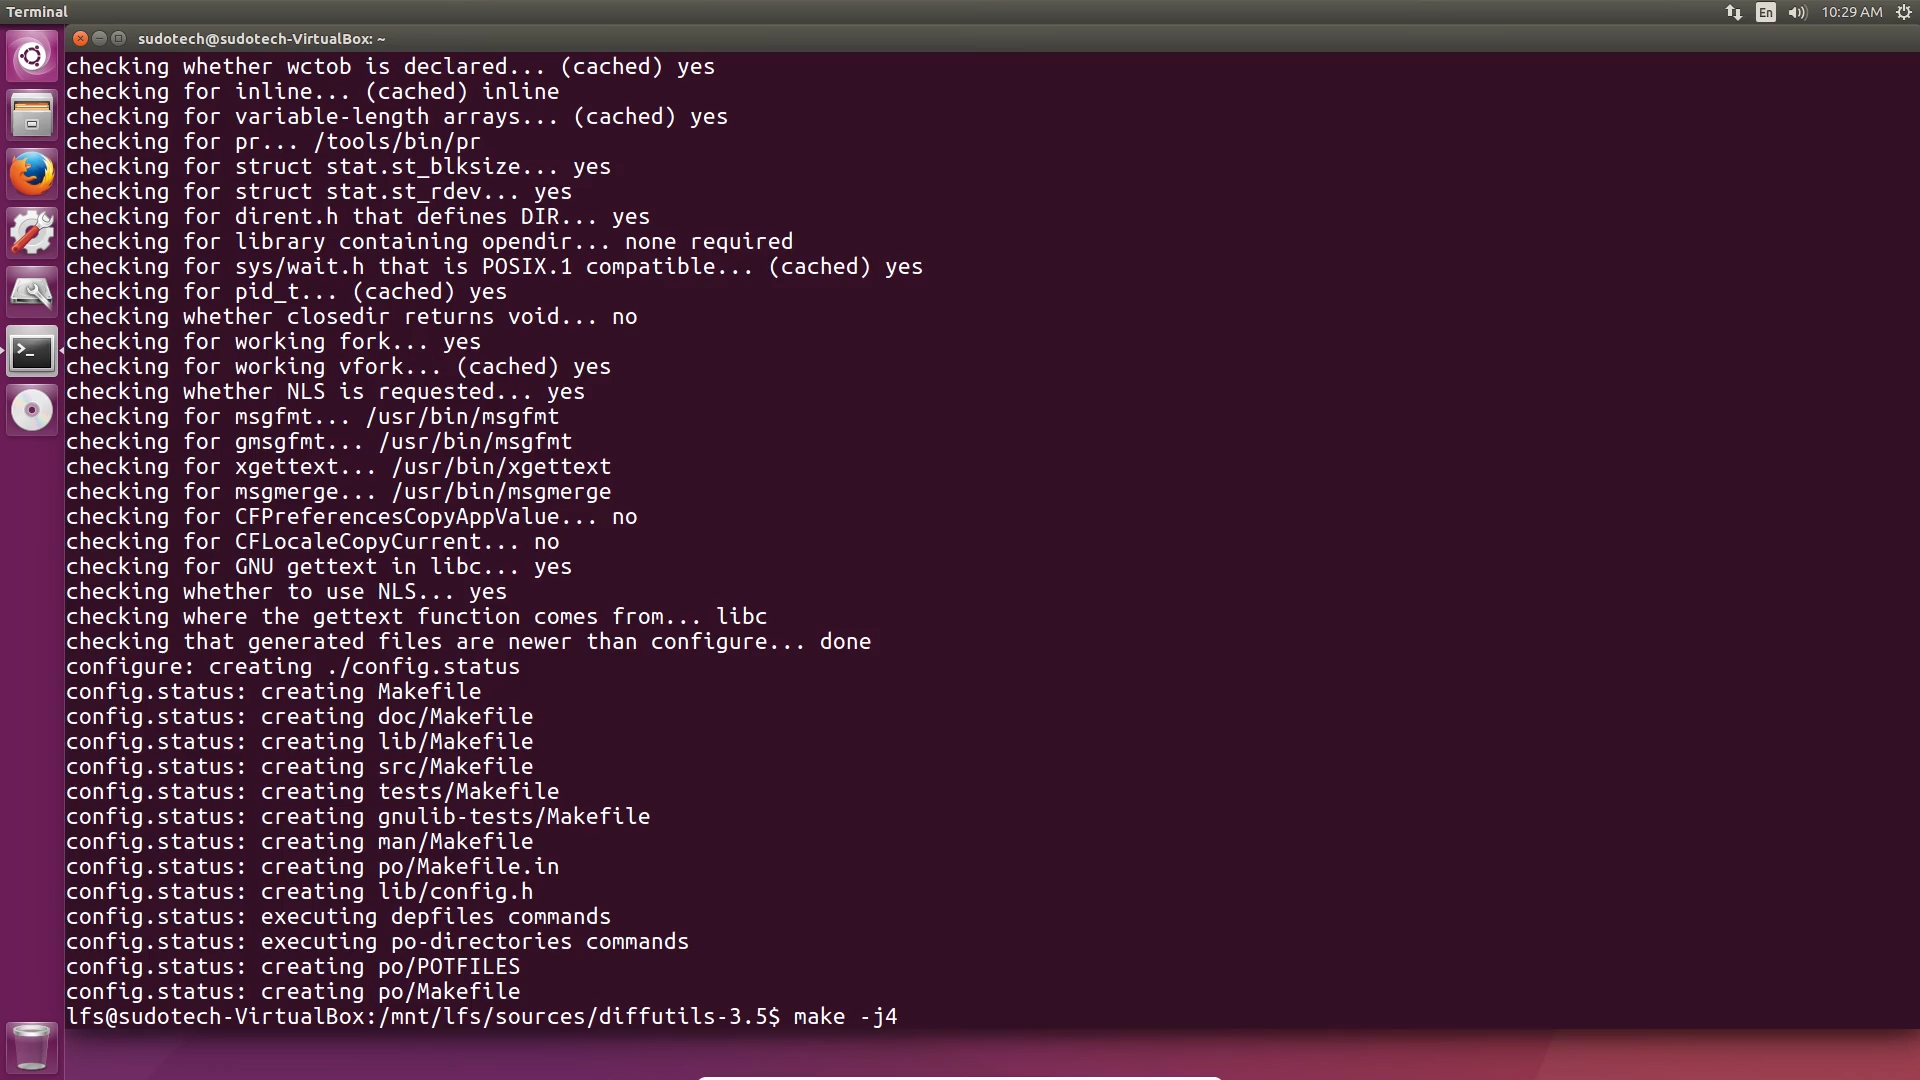 Terminal
En
10:29 AM
sudotech@sudotech-VirtualBox: ~
checking whether wctob is declared... (cached) yes
checking for inline... (cached) inline
checking for variable-length arrays... (cached) yes
checking for pr... /tools/bin/pr
checking for struct stat.st_blksize... yes
checking for struct stat.st_rdev... yes
checking for dirent.h that defines DIR... yes
checking for library containing opendir... none required
checking for sys/wait.h that is POSIX.1 compatible... (cached) yes
checking for pid_t... (cached) yes
checking whether closedir returns void... no
checking for working fork... yes
checking for working vfork... (cached) yes
checking whether NLS is requested... yes
checking for msgfmt... /usr/bin/msgfmt
checking for gmsgfmt... /usr/bin/msgfmt
checking for xgettext... /usr/bin/xgettext
checking for msgmerge... /usr/bin/msgmerge
checking for CFPreferencesCopyAppValue... no
checking for CFLocaleCopyCurrent... no
checking for GNU gettext in libc... yes
checking whether to use NLS... yes
checking where the gettext function comes from... libc
checking that generated files are newer than configure... done
configure: creating ./config.status
config.status: creating Makefile
config.status: creating doc/Makefile
config.status: creating lib/Makefile
config.status: creating src/Makefile
config.status: creating tests/Makefile
config.status: creating gnulib-tests/Makefile
config.status: creating man/Makefile
config.status: creating po/Makefile.in
config.status: creating lib/config.h
config.status: executing depfiles commands
config.status: executing po-directories commands
config.status: creating po/POTFILES
config.status: creating po/Makefile
lfs@sudotech-VirtualBox:/mnt/lfs/sources/diffutils-3.5$ make -j4